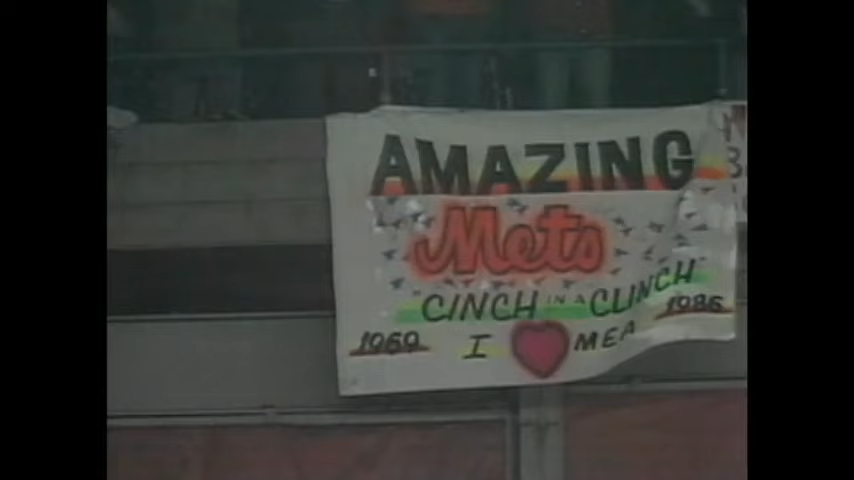 AMAZING
Mets
CINCH IN A CLINCH
1969 I MEA 1986